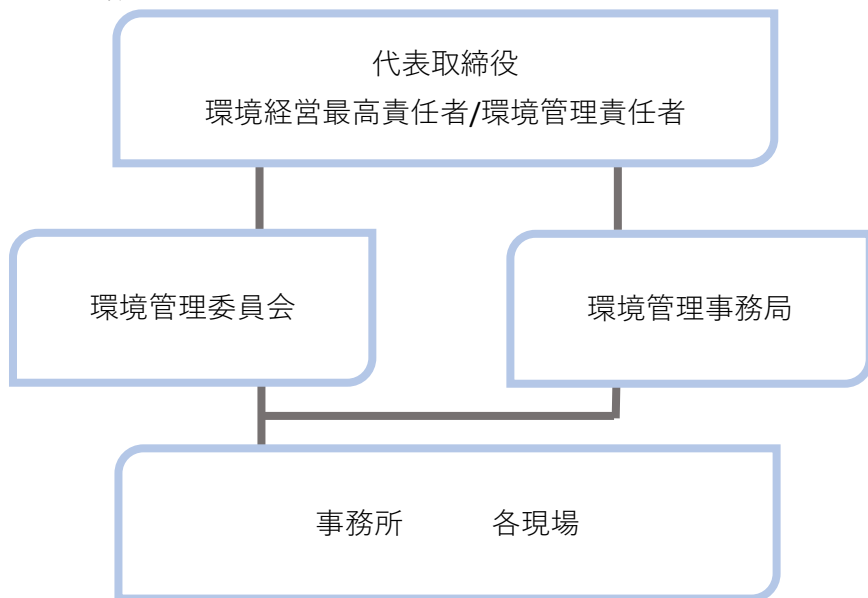 代表取締役
環境経営最高責任者/環境管理責任者
環境管理委員会
環境管理事務局
事務所 各現場